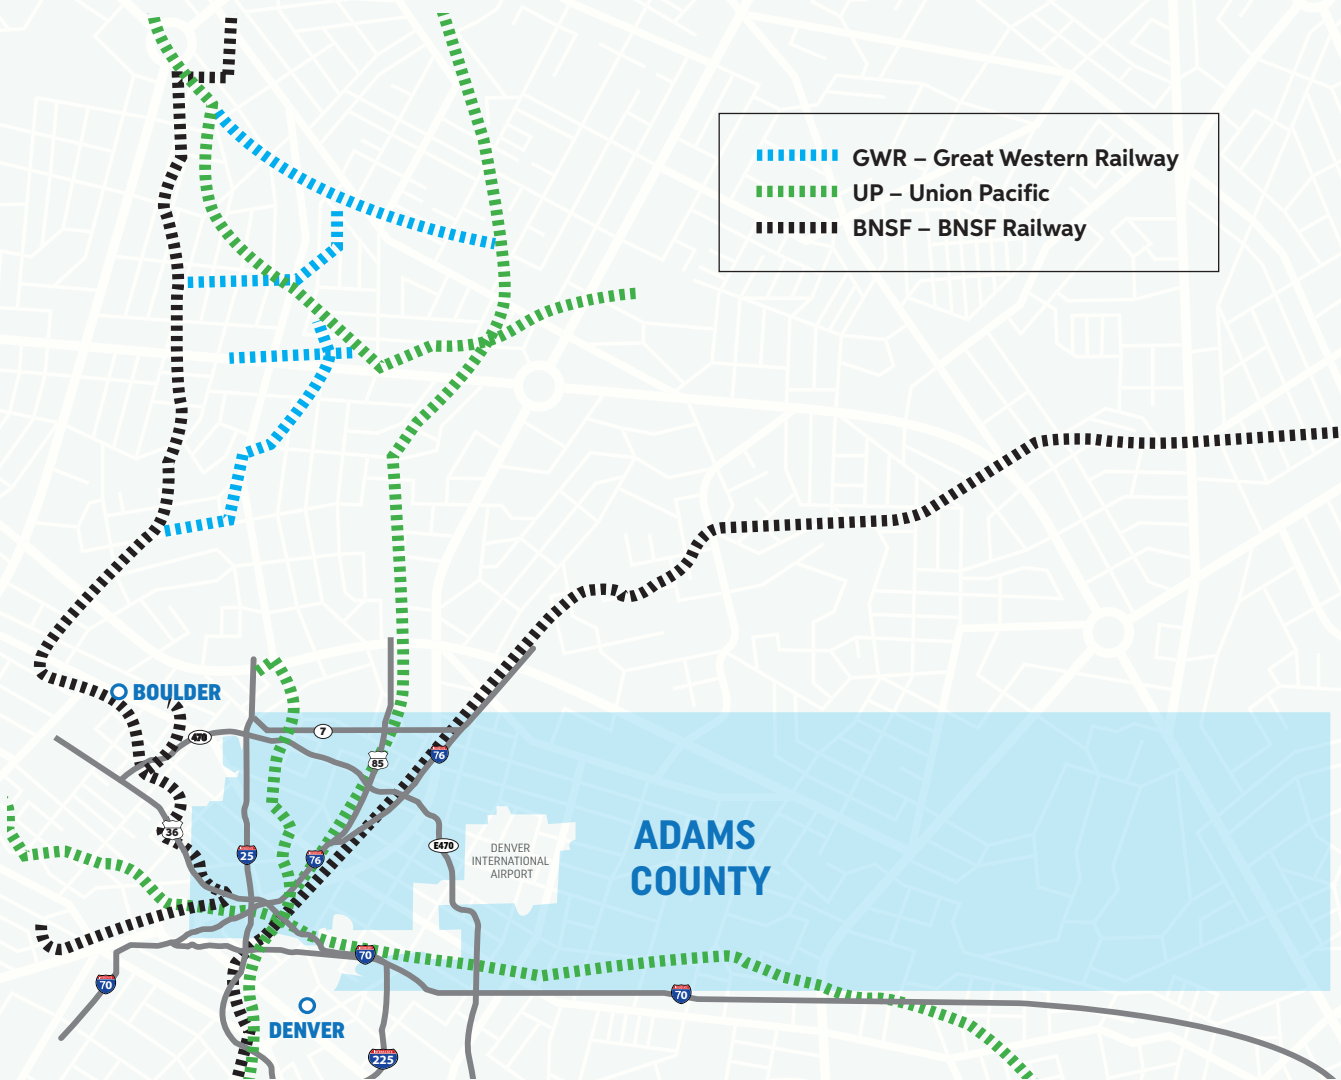 GWR – Great Western Railway
UP – Union Pacific
BNSF – BNSF Railway
BOULDER
470
7
85
76
36
25
76
E470
DENVER
INTERNATIONAL
AIRPORT
ADAMS
COUNTY
70
70
70
DENVER
225